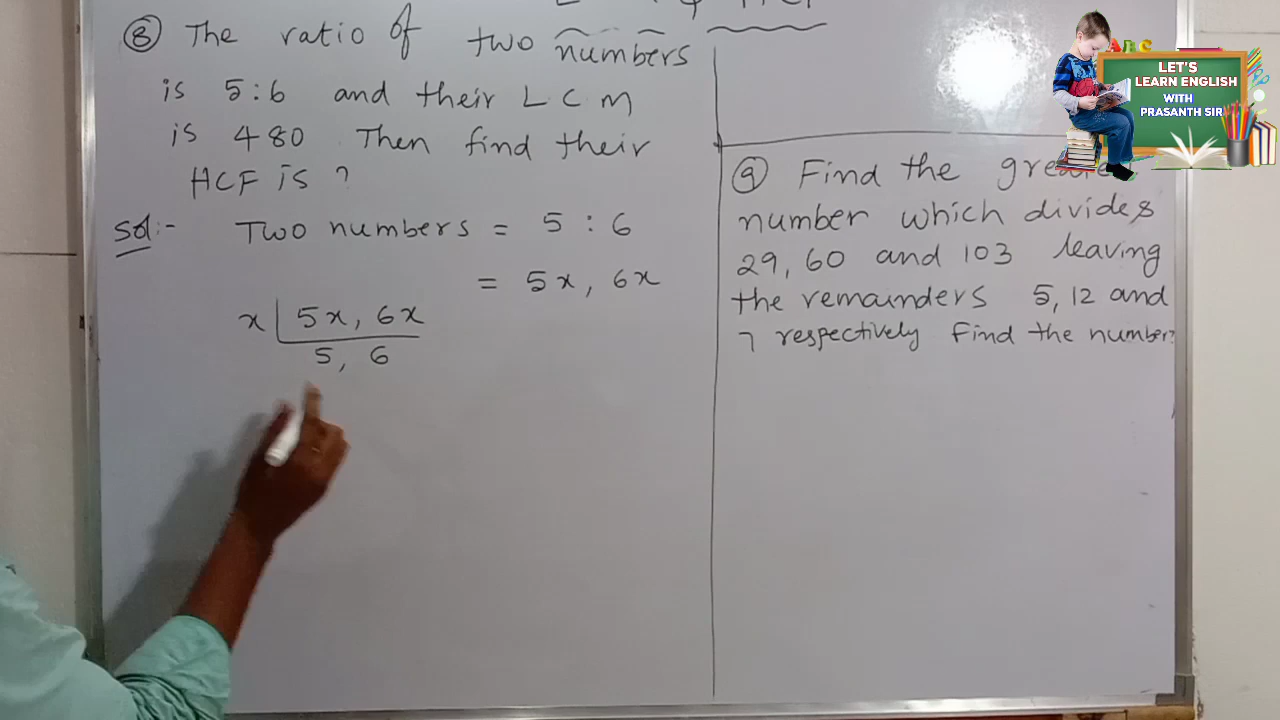 ⑧ The ratio of two numbers
is 5:6 and their LCM
is 480 Then find their
HCF is ?
Sol:- Two numbers = 5 : 6
= 5x, 6x
x 5x, 6x
5, 6
⑨ Find the
number which divides
29, 60 and 103 leaving
the remainders 5, 12 and
7 respectively Find the number?
LET'S
LEARN ENGLISH
WITH
PRASANTH SIR